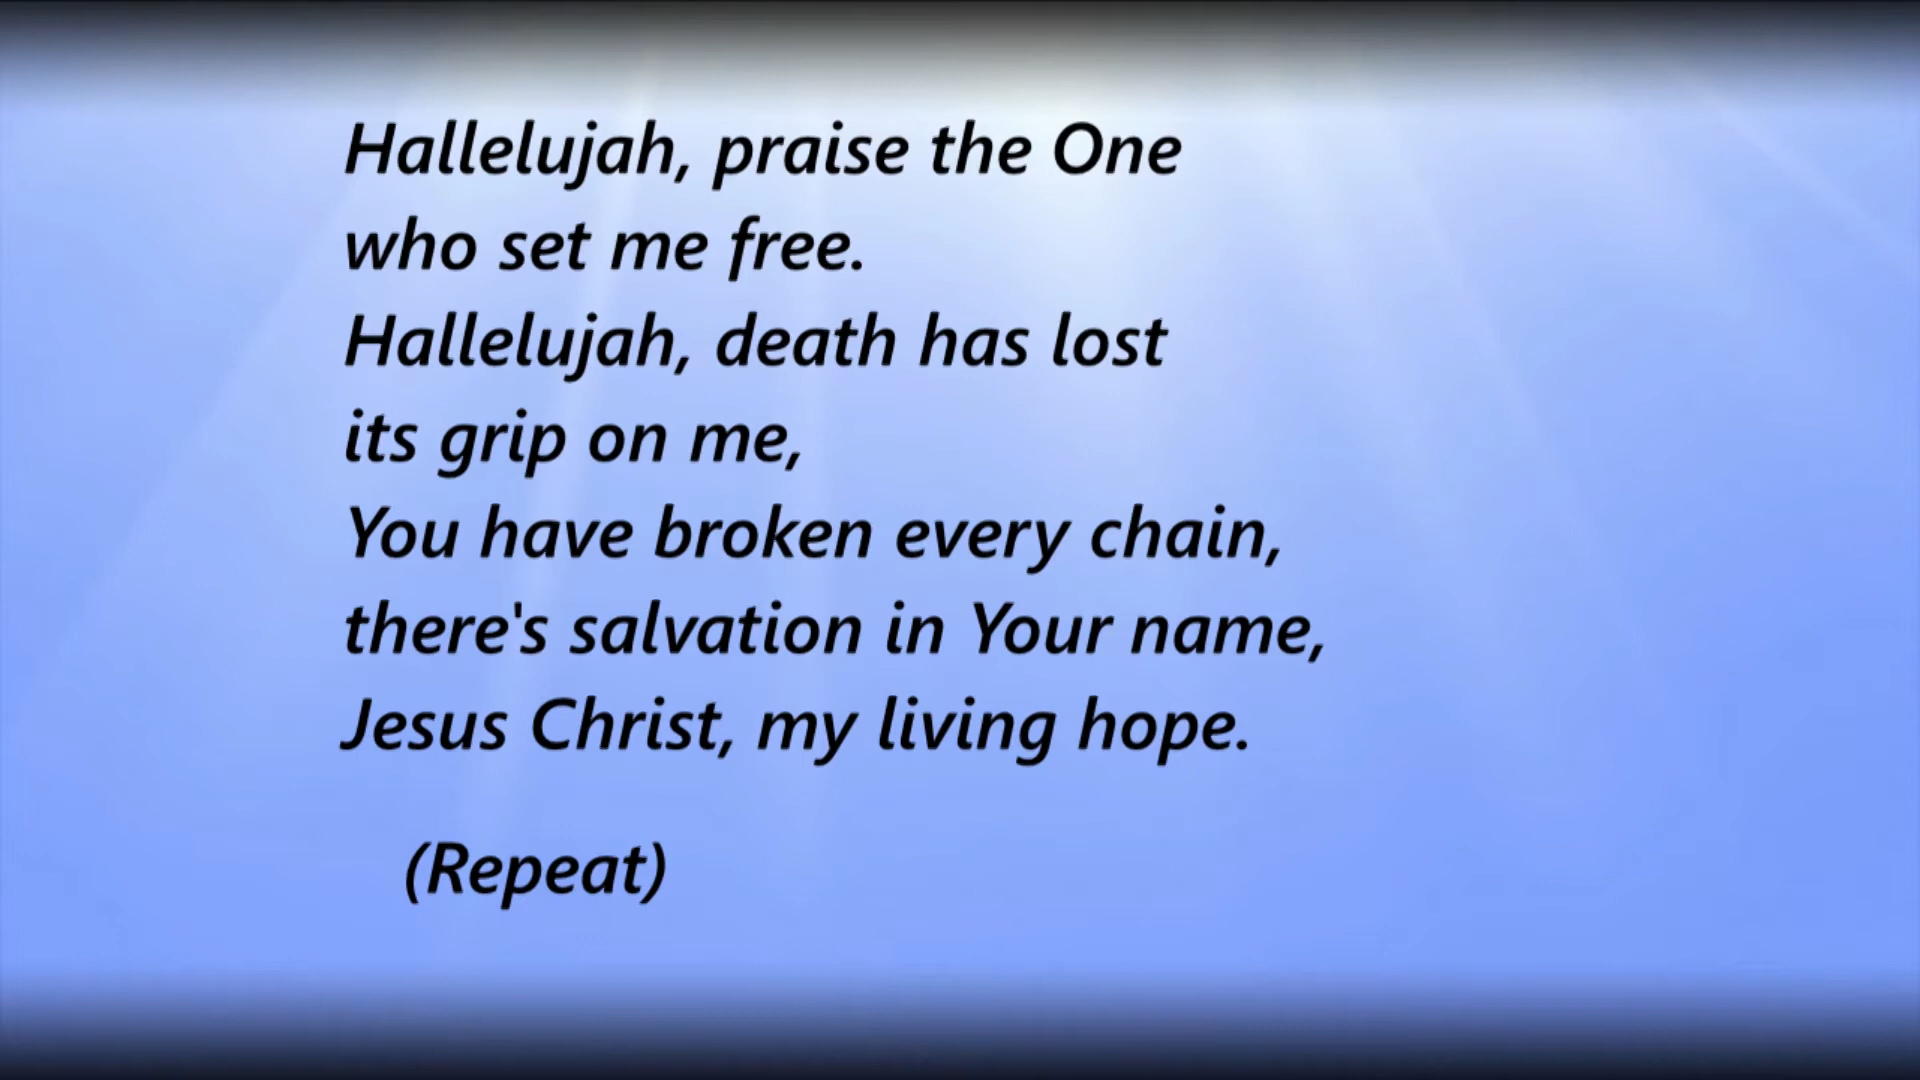 Hallelujah, praise the One
who set me free.
Hallelujah, death has lost
its grip on me,
You have broken every chain,
there's salvation in Your name,
Jesus Christ, my living hope.
(Repeat)